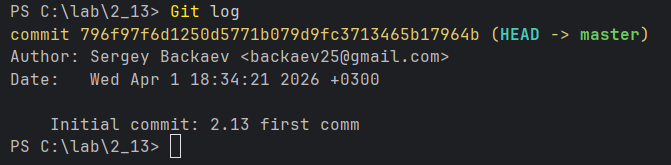 PS C:\lab\2_13> Git log
commit 796f97f6d1250d5771b079d9fc3713465b17964b (HEAD -> master)
Author: Sergey Backaev <backaev25@gmail.com>
Date:   Wed Apr 1 18:34:21 2026 +0300

    Initial commit: 2.13 first comm
PS C:\lab\2_13>